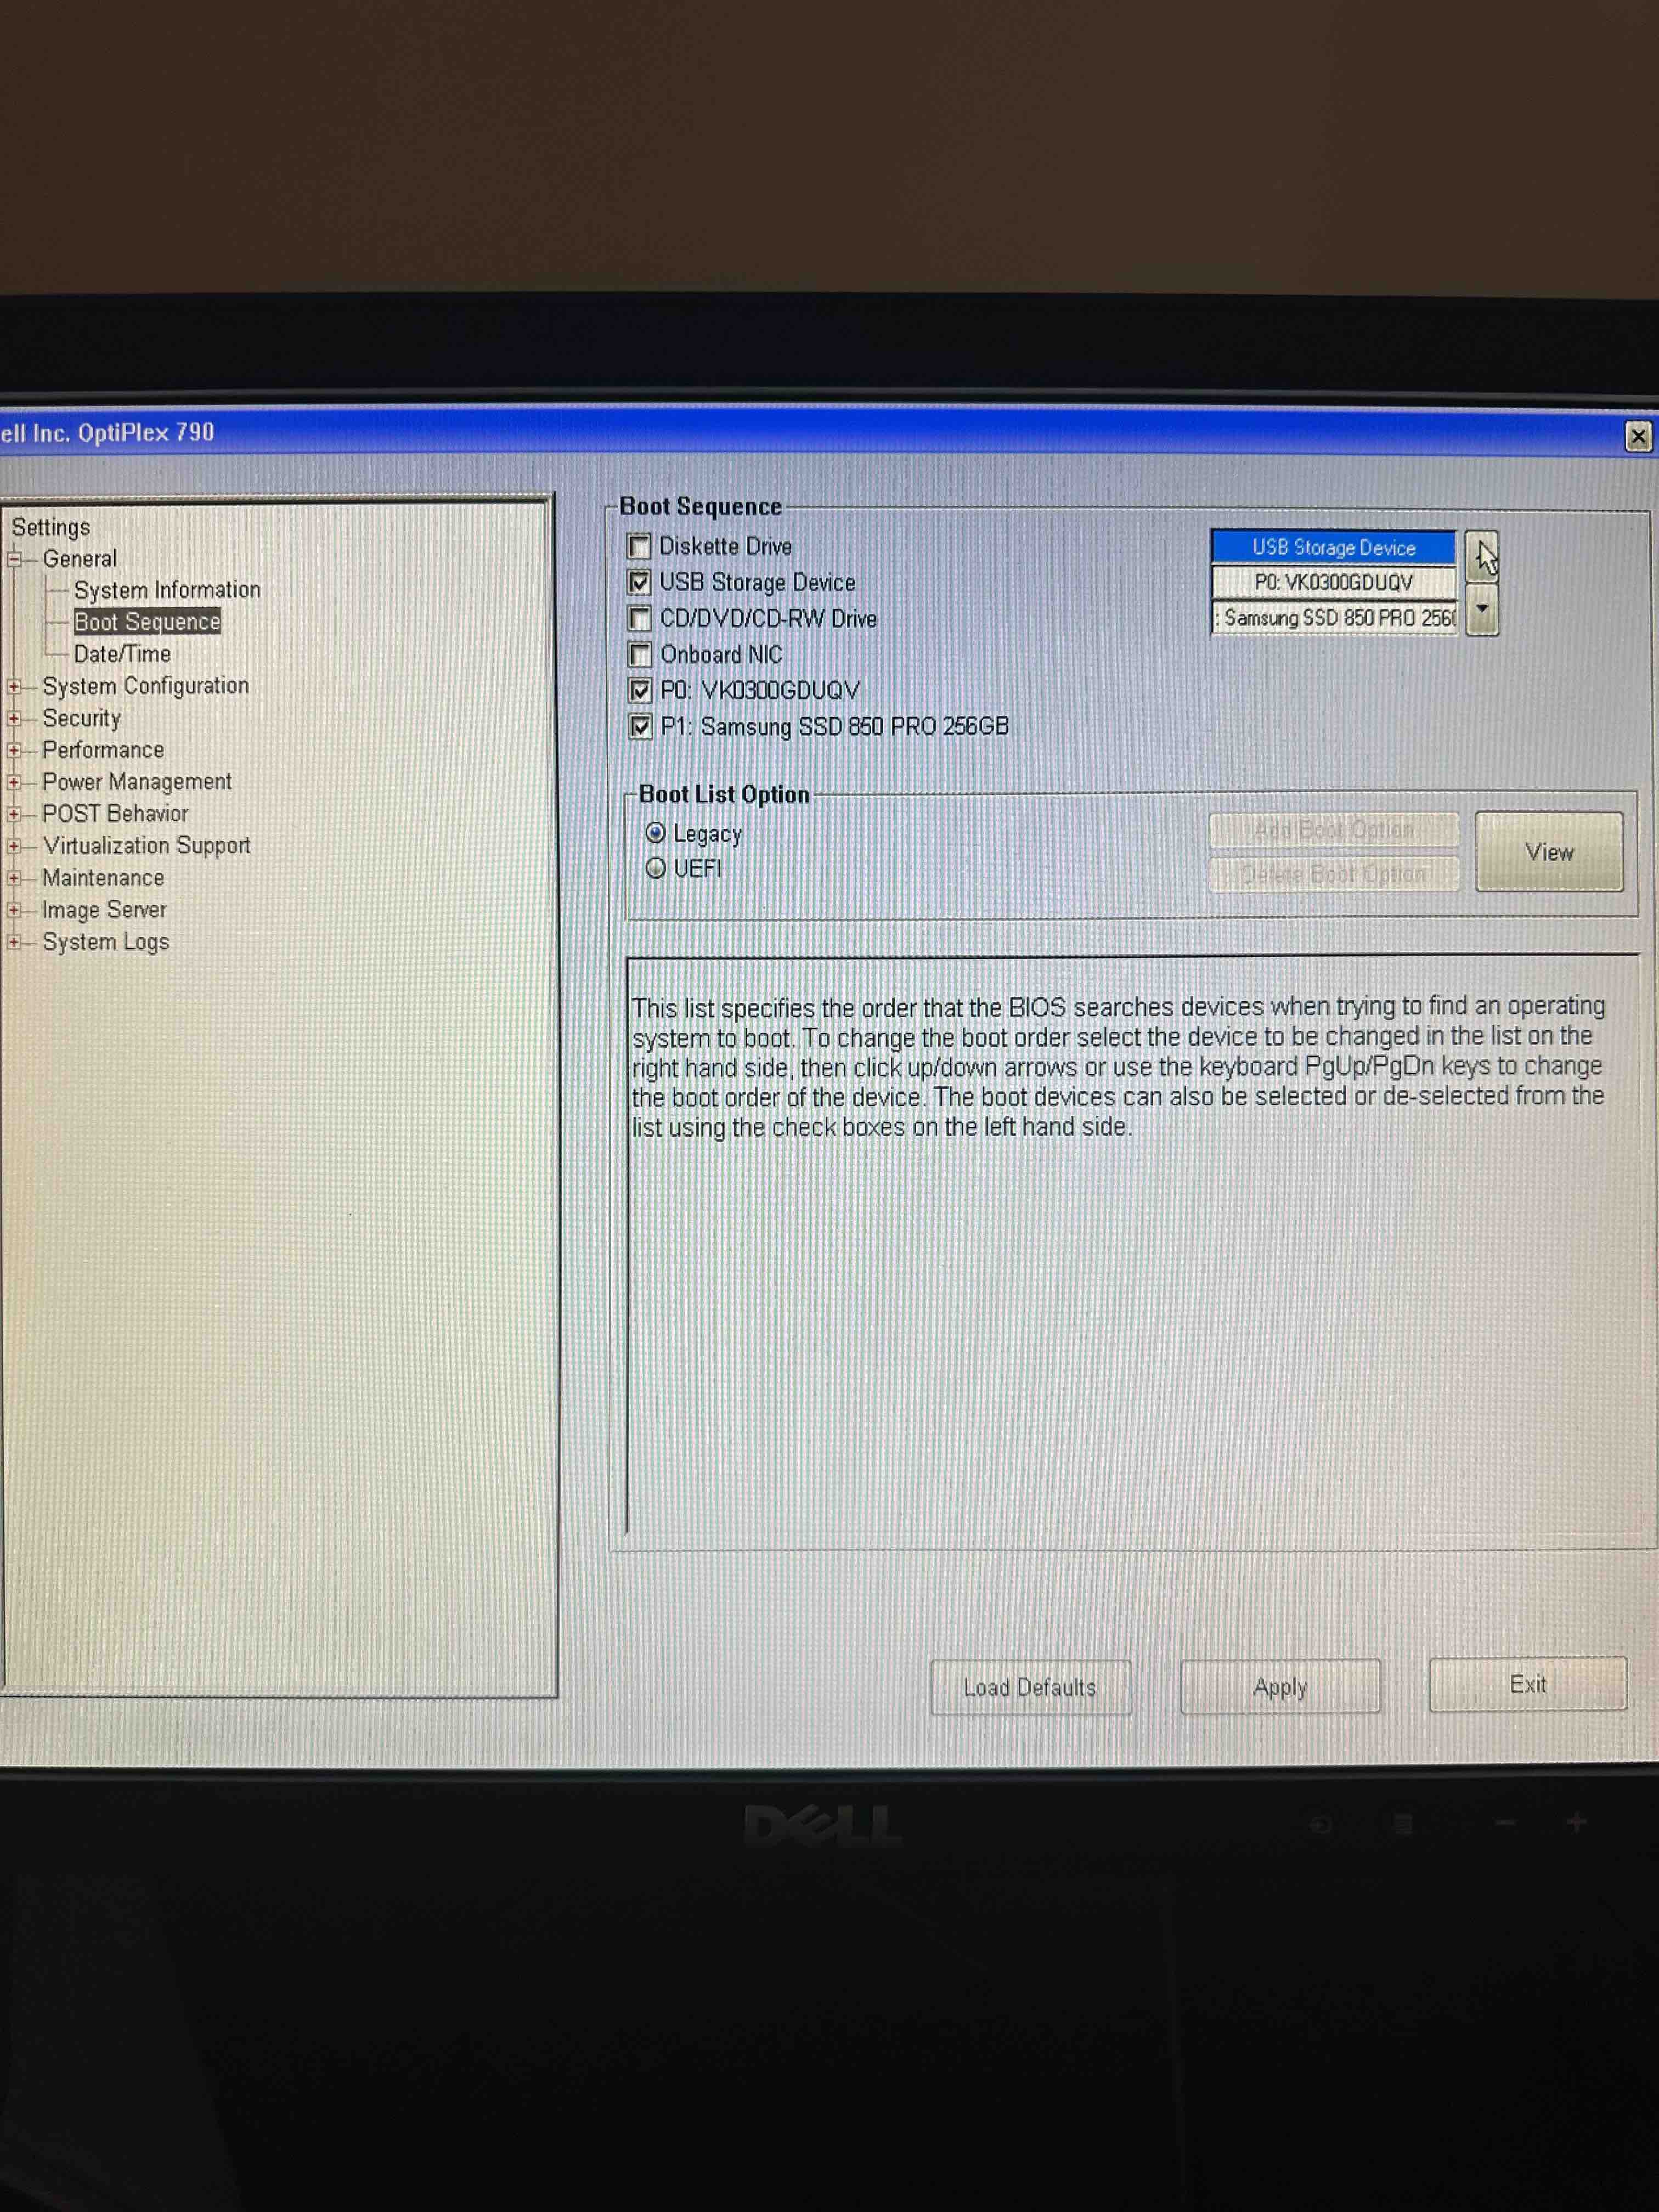 ell Inc. OptiPlex 790
Settings
General
System Information
Boot Sequence
Date/Time
System Configuration
Security
Performance
Power Management
POST Behavior
Virtualization Support
Maintenance
Image Server
System Logs
Boot Sequence
Diskette Drive
USB Storage Device
CD/DVD/CD-RW Drive
Onboard NIC
P0: VK0300GDUQV
P1: Samsung SSD 850 PRO 256GB
USB Storage Device
P0: VK0300GDUQV
: Samsung SSD 850 PRO 256
Boot List Option
Legacy
UEFI
Add Boot Option
Delete Boot Option
View
This list specifies the order that the BIOS searches devices when trying to find an operating
system to boot. To change the boot order select the device to be changed in the list on the
right hand side, then click up/down arrows or use the keyboard PgUp/PgDn keys to change
the boot order of the device. The boot devices can also be selected or de-selected from the
list using the check boxes on the left hand side.
Load Defaults
Apply
Exit
DELL